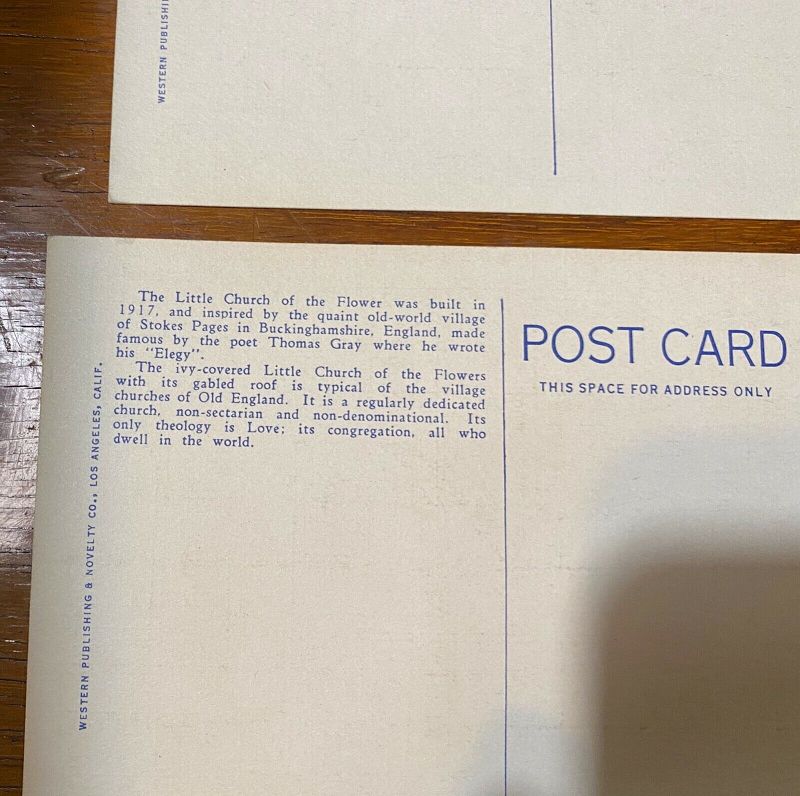 WESTERN PUBLISHIN
The Little Church of the Flower was built in
1917, and inspired by the quaint old-world village
of Stokes Pages in Buckinghamshire, England, made
famous by the poet Thomas Gray where he wrote
his "Elegy".
The ivy-covered Little Church of the Flowers
with its gabled roof is typical of the village
churches of Old England. It is a regularly dedicated
church, non-sectarian and non-denominational. Its
only theology is Love; its congregation, all who
dwell in the world.
WESTERN PUBLISHING & NOVELTY CO., LOS ANGELES, CALIF.
POST CARD
THIS SPACE FOR ADDRESS ONLY